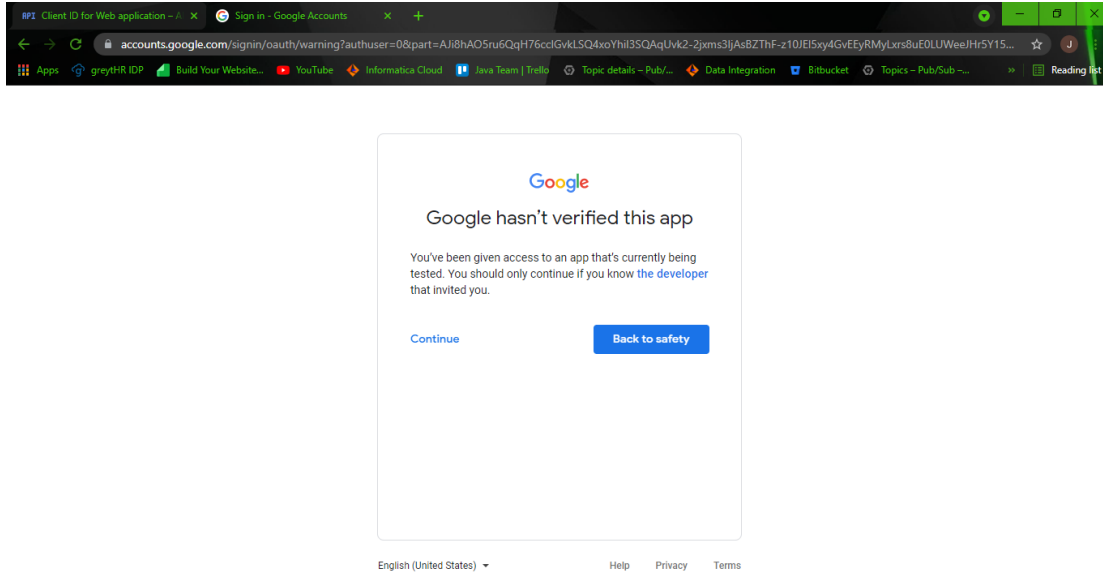 API Client ID for Web application – A
Sign in - Google Accounts
accounts.google.com/signin/oauth/warning?authuser=0&part=AJi8hAO5ru6QqH76cclGvkLSQ4xoYhil3SQAqUvk2-2jxms3IjAsBZThF-z10JEI5xy4GvEEyRMyLxrs8uE0LUWeeJHr5Y15...
J
Apps greytHR IDP Build Your Website... YouTube Informatica Cloud Java Team | Trello Topic details – Pub/... Data Integration Bitbucket Topics – Pub/Sub –... » Reading list
Google
Google hasn't verified this app
You've been given access to an app that's currently being
tested. You should only continue if you know the developer
that invited you.
Continue Back to safety
English (United States) Help Privacy Terms